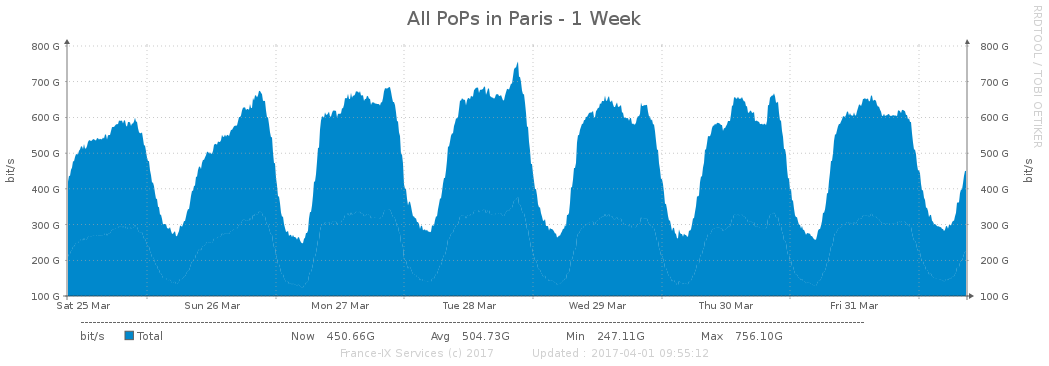 All PoPs in Paris - 1 Week
RRDTOOL / TOBI OETIKER
800 G 800 G
700 G 700 G
600 G 600 G
500 G 500 G
400 G 400 G
300 G 300 G
200 G 200 G
100 G 100 G
bit/s bit/s
Sat 25 Mar Sun 26 Mar Mon 27 Mar Tue 28 Mar Wed 29 Mar Thu 30 Mar Fri 31 Mar
bit/s Total Now 450.66G Avg 504.73G Min 247.11G Max 756.10G
France-IX Services (c) 2017 Updated : 2017-04-01 09:55:12